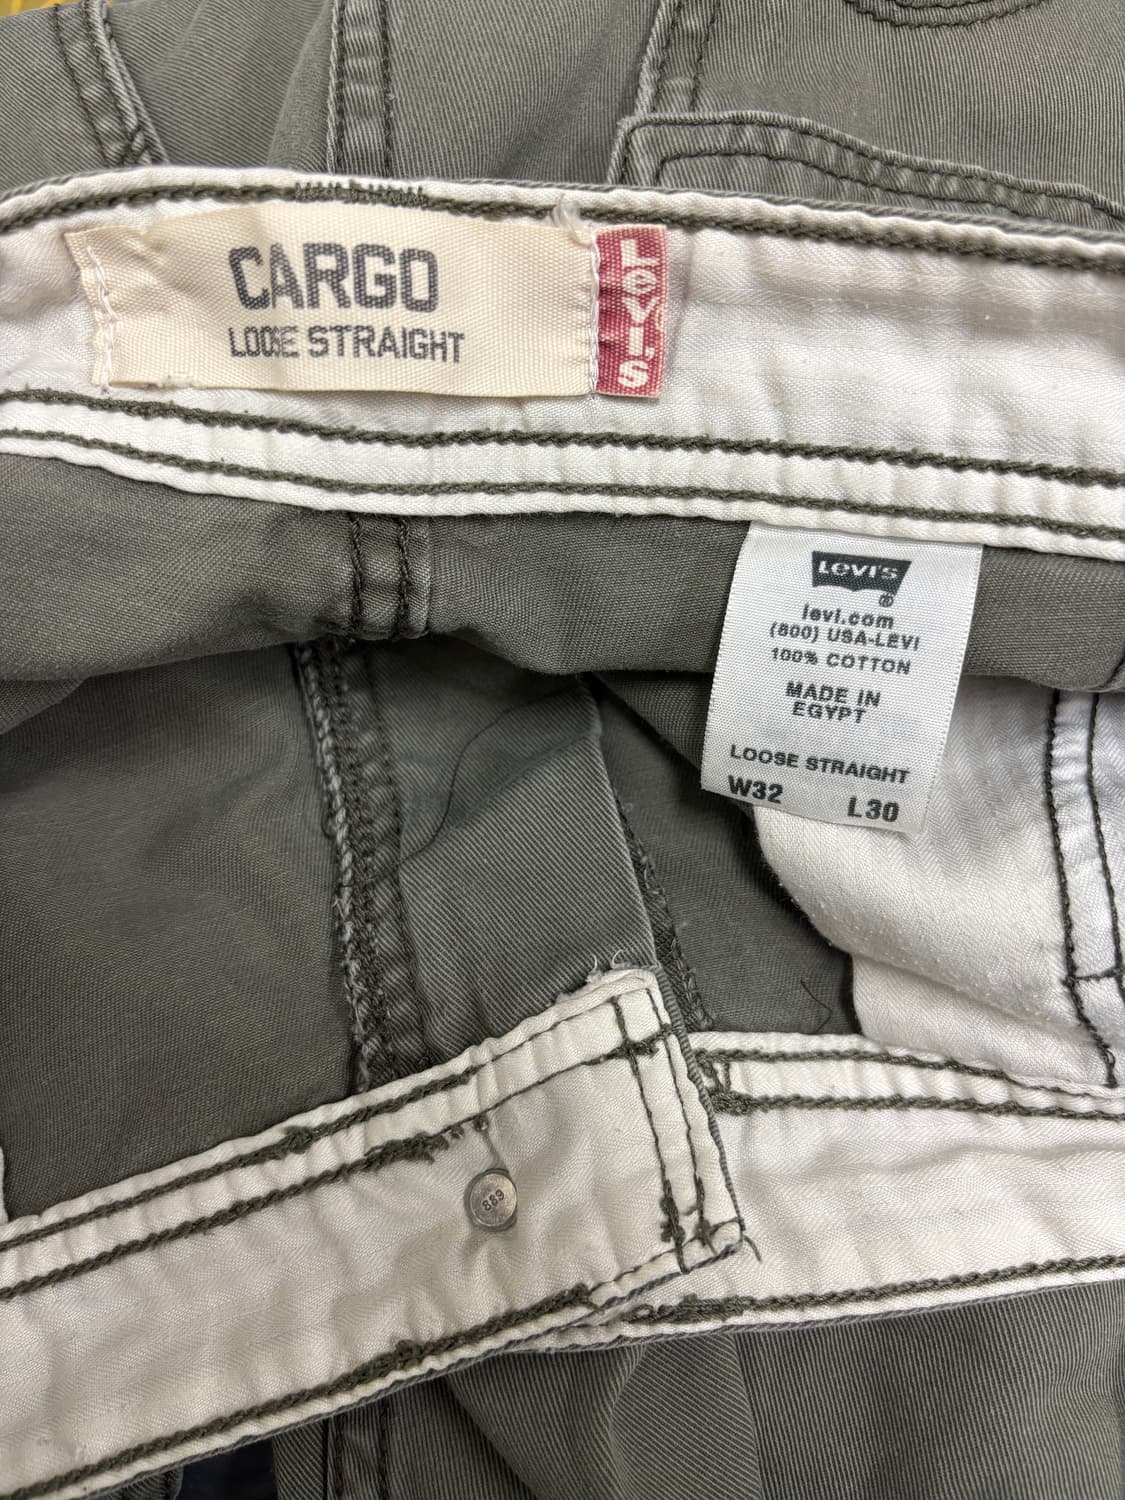 CARGO
LOOSE STRAIGHT
LEVI'S
LEVI'S
®
levi.com
(800) USA-LEVI
100% COTTON
MADE IN
EGYPT
LOOSE STRAIGHT
W32 L30
889